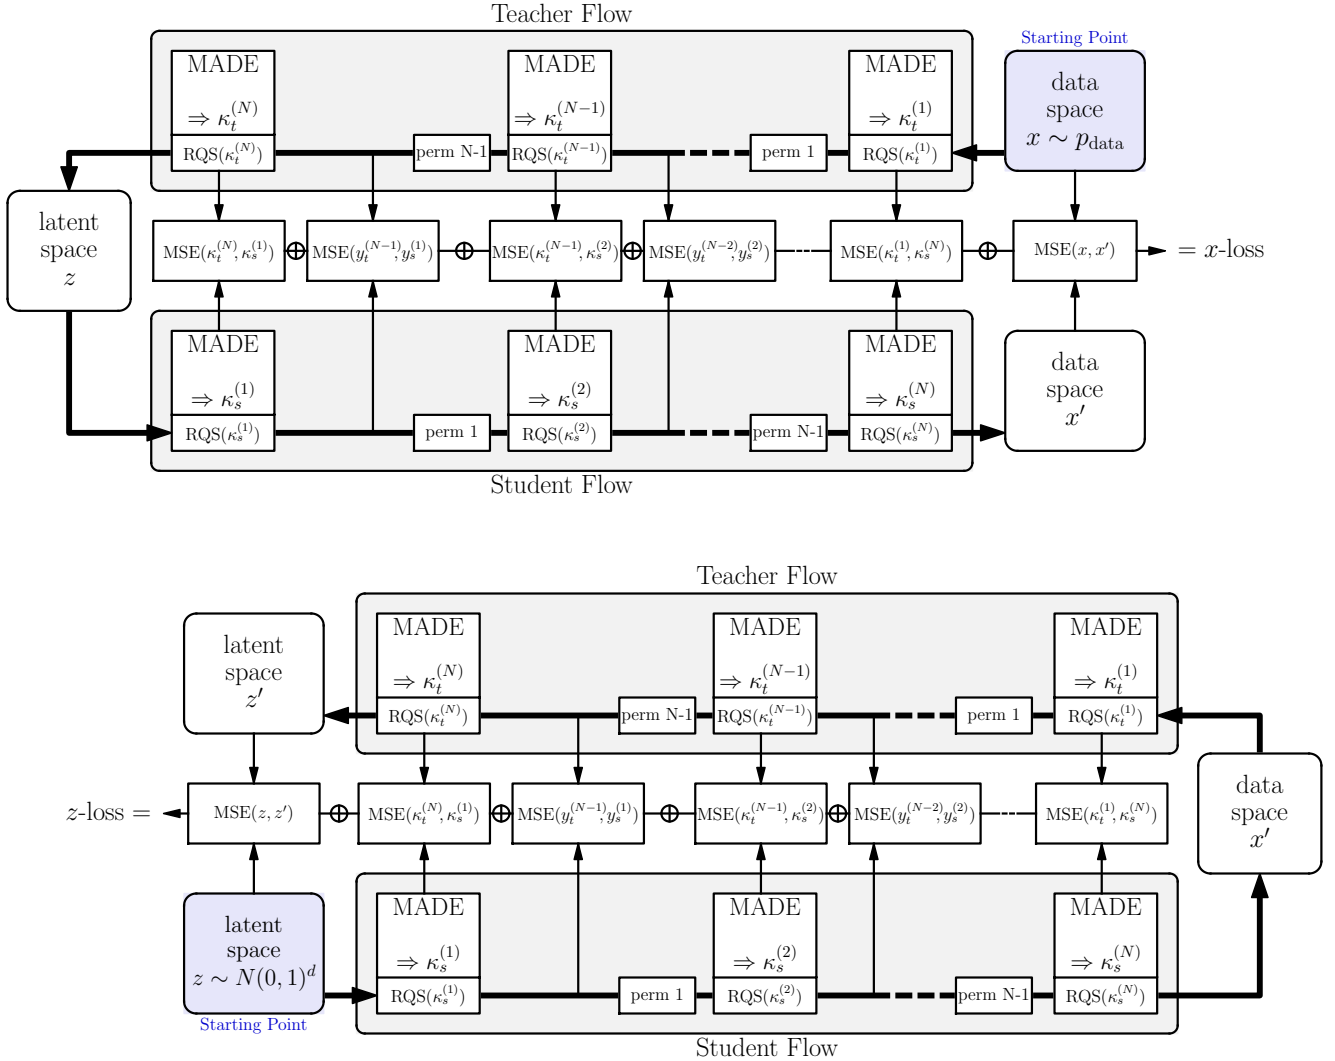 Teacher Flow
MADE
⇒ κ_t^{(N)}
RQS(κ_t^{(N)})
perm N-1
MADE
⇒ κ_t^{(N−1)}
RQS(κ_t^{(N-1)})
perm 1
MADE
⇒ κ_t^{(1)}
RQS(κ_t^{(1)})
Starting Point
data
space
x ∼ p_data
latent
space
z
MSE(κ_t^{(N)}, κ_s^{(1)})
⊕
MSE(y_t^{(N-1)}, y_s^{(1)})
⊕
MSE(κ_t^{(N-1)}, κ_s^{(2)})
⊕
MSE(y_t^{(N-2)}, y_s^{(2)})
MSE(κ_t^{(1)}, κ_s^{(N)})
⊕
MSE(x, x′)
= x-loss
MADE
⇒ κ_s^{(1)}
RQS(κ_s^{(1)})
perm 1
MADE
⇒ κ_s^{(2)}
RQS(κ_s^{(2)})
perm N-1
MADE
⇒ κ_s^{(N)}
RQS(κ_s^{(N)})
data
space
x′
Student Flow
Teacher Flow
latent
space
z′
MADE
⇒ κ_t^{(N)}
RQS(κ_t^{(N)})
perm N-1
MADE
⇒ κ_t^{(N−1)}
RQS(κ_t^{(N-1)})
perm 1
MADE
⇒ κ_t^{(1)}
RQS(κ_t^{(1)})
z-loss =
MSE(z, z′)
⊕
MSE(κ_t^{(N)}, κ_s^{(1)})
⊕
MSE(y_t^{(N-1)}, y_s^{(1)})
⊕
MSE(κ_t^{(N-1)}, κ_s^{(2)})
⊕
MSE(y_t^{(N-2)}, y_s^{(2)})
MSE(κ_t^{(1)}, κ_s^{(N)})
data
space
x′
latent
space
z ∼ N(0, 1)^d
Starting Point
MADE
⇒ κ_s^{(1)}
RQS(κ_s^{(1)})
perm 1
MADE
⇒ κ_s^{(2)}
RQS(κ_s^{(2)})
perm N-1
MADE
⇒ κ_s^{(N)}
RQS(κ_s^{(N)})
Student Flow